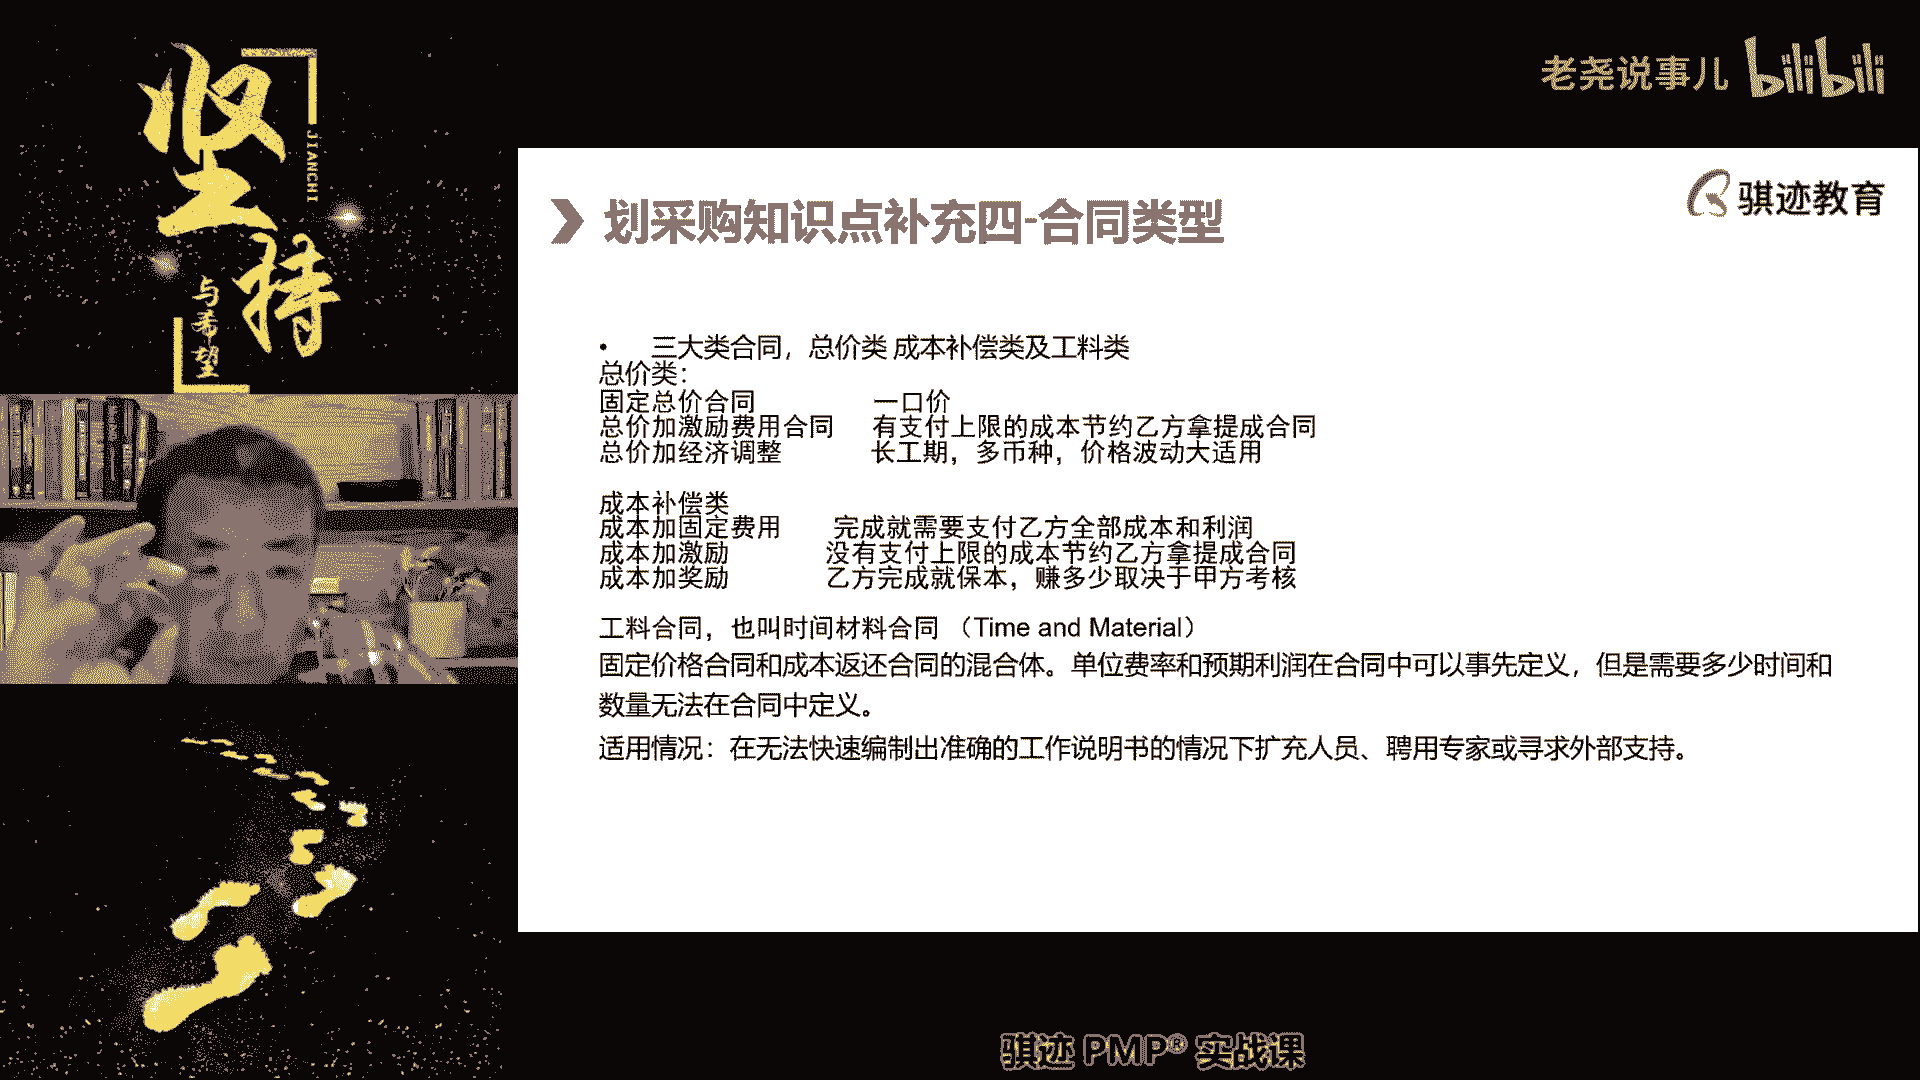 坚持
JIANCHI
与希望
老尧说事儿 bilibili
骐迹教育
划采购知识点补充四-合同类型
• 三大类合同，总价类 成本补偿类及工料类
总价类：
固定总价合同 一口价
总价加激励费用合同 有支付上限的成本节约乙方拿提成合同
总价加经济调整 长工期，多币种，价格波动大适用
成本补偿类
成本加固定费用 完成就需要支付乙方全部成本和利润
成本加激励 没有支付上限的成本节约乙方拿提成合同
成本加奖励 乙方完成就保本，赚多少取决于甲方考核
工料合同，也叫时间材料合同 （Time and Material）
固定价格合同和成本返还合同的混合体。单位费率和预期利润在合同中可以事先定义，但是需要多少时间和
数量无法在合同中定义。
适用情况：在无法快速编制出准确的工作说明书的情况下扩充人员、聘用专家或寻求外部支持。
骐迹 PMP® 实战课